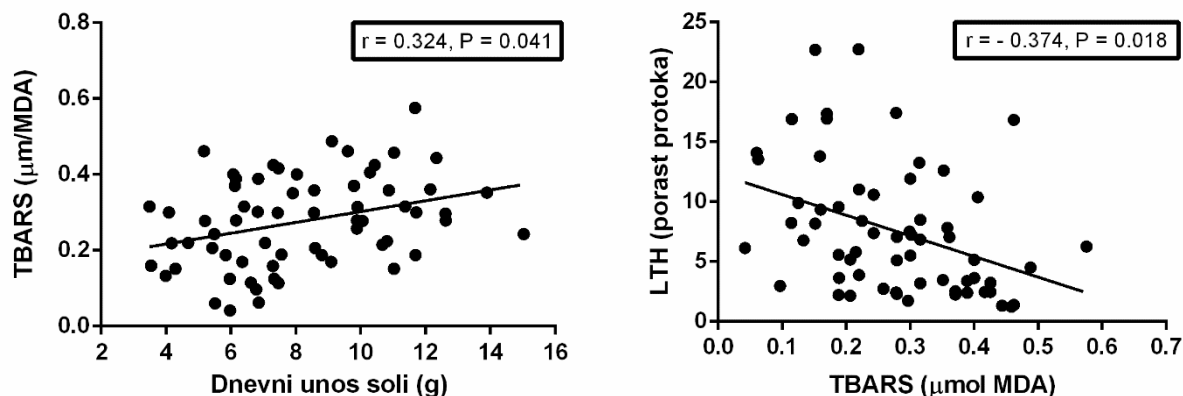 r = 0.324, P = 0.041
TBARS (μm/MDA)
0.8
0.6
0.4
0.2
0.0
2 4 6 8 10 12 14 16
Dnevni unos soli (g)
r = - 0.374, P = 0.018
LTH (porast protoka)
25
20
15
10
5
0
0.0 0.1 0.2 0.3 0.4 0.5 0.6 0.7
TBARS (μmol MDA)